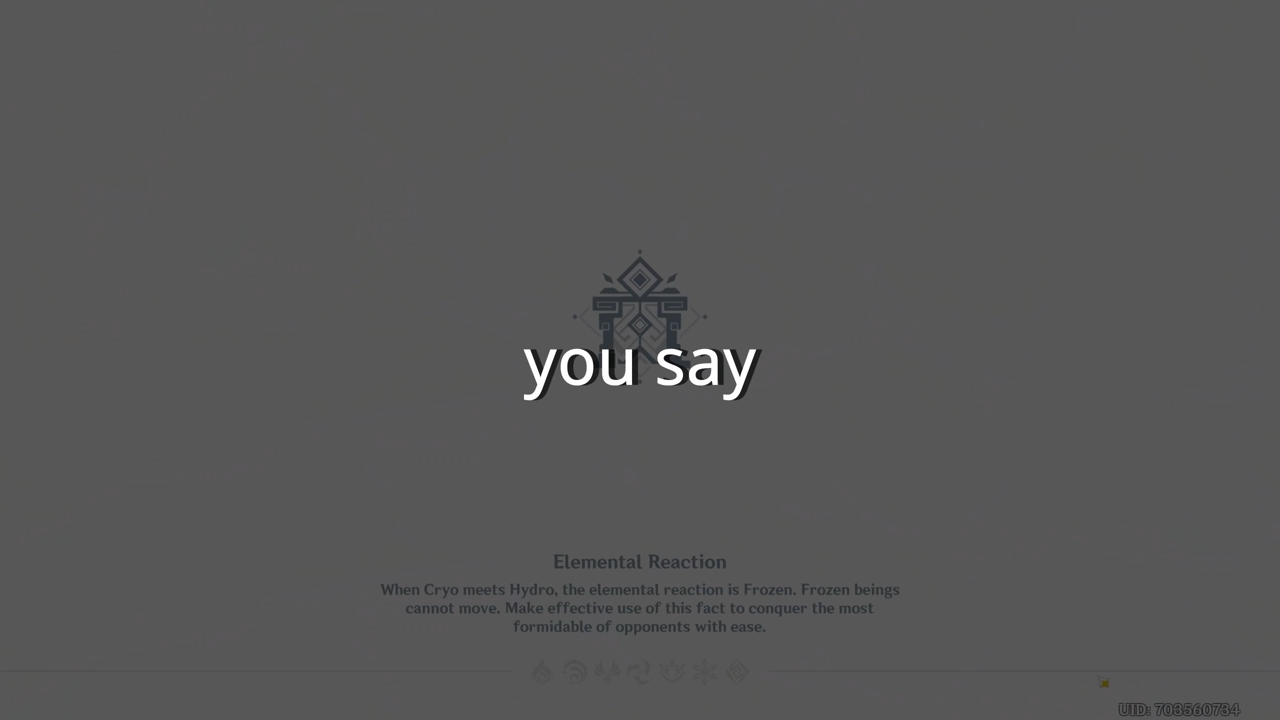 you say
Elemental Reaction
When Cryo meets Hydro, the elemental reaction is Frozen. Frozen beings
cannot move. Make effective use of this fact to conquer the most
formidable of opponents with ease.
UID: 703560734